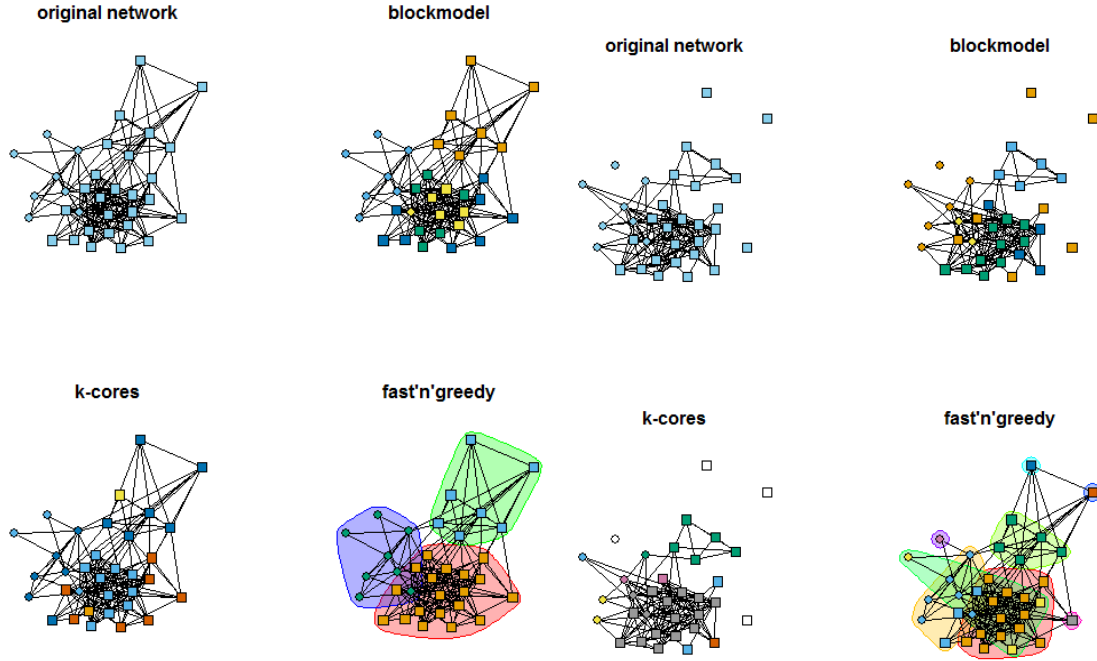 original network
blockmodel
original network
blockmodel
k-cores
fast'n'greedy
k-cores
fast'n'greedy